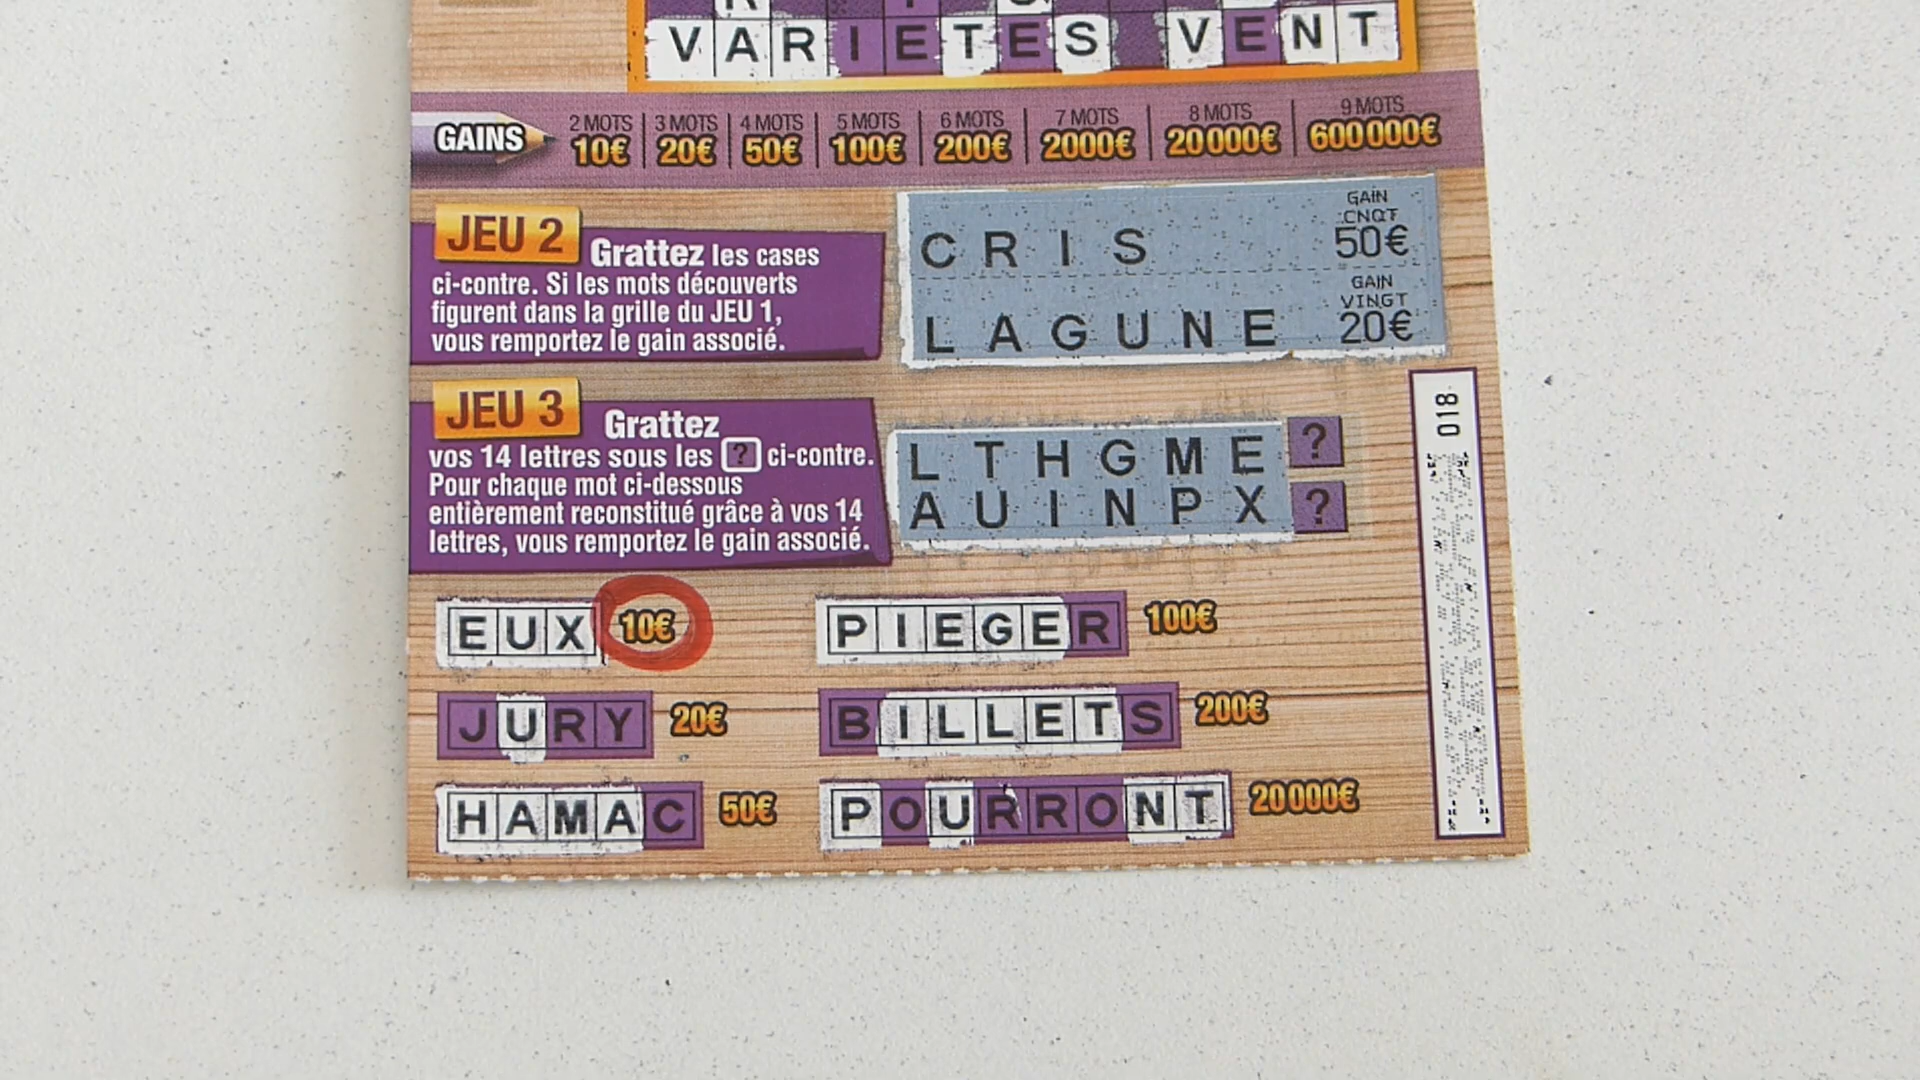 VARIETES VENT
GAINS
2 MOTS 3 MOTS 4 MOTS 5 MOTS 6 MOTS 7 MOTS 8 MOTS 9 MOTS
10€ 20€ 50€ 100€ 200€ 2000€ 20000€ 600000€
JEU 2
Grattez les cases
ci-contre. Si les mots découverts
figurent dans la grille du JEU 1,
vous remportez le gain associé.
GAIN
CNQT
CRIS 50€
GAIN
VINGT
LAGUNE 20€
JEU 3
Grattez
vos 14 lettres sous les ? ci-contre.
Pour chaque mot ci-dessous
entièrement reconstitué grâce à vos 14
lettres, vous remportez le gain associé.
L T H G M E ?
A U I N P X ?
018
EUX 10€ PIEGER 100€
JURY 20€ BILLETS 200€
HAMAC 50€ POURRONT 20000€